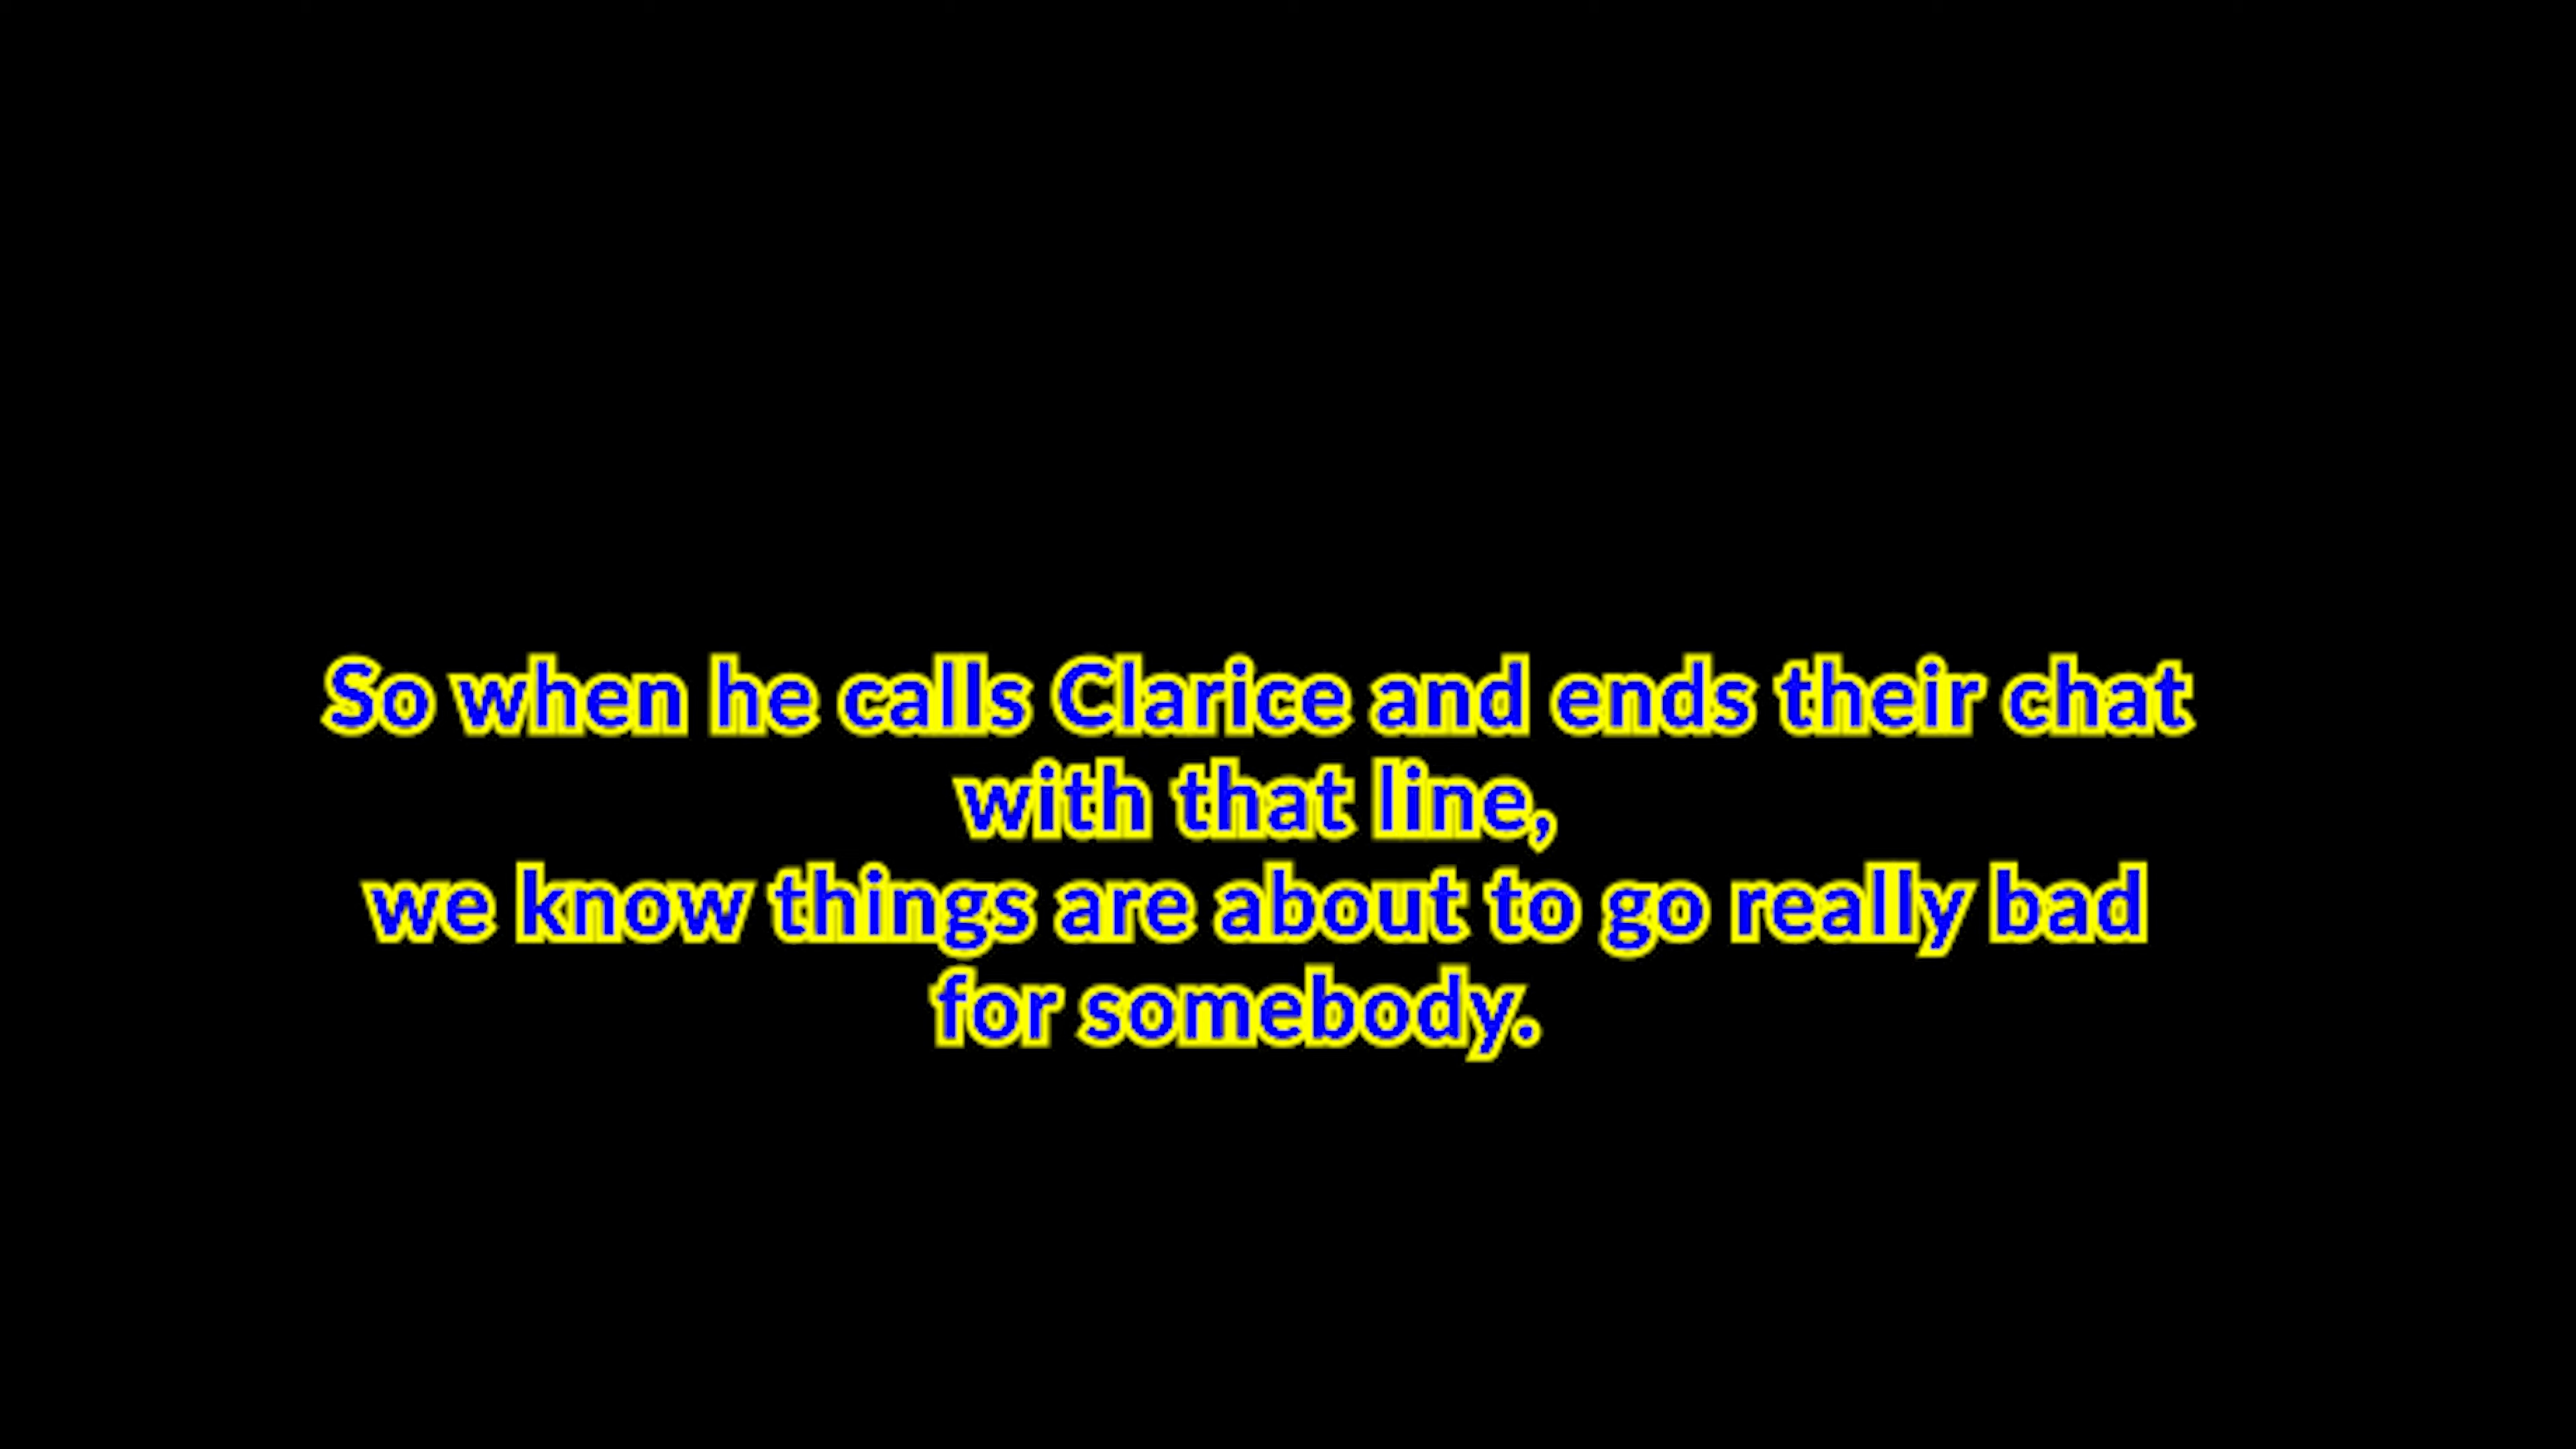 So when he calls Clarice and ends their chat
with that line,
we know things are about to go really bad
for somebody.